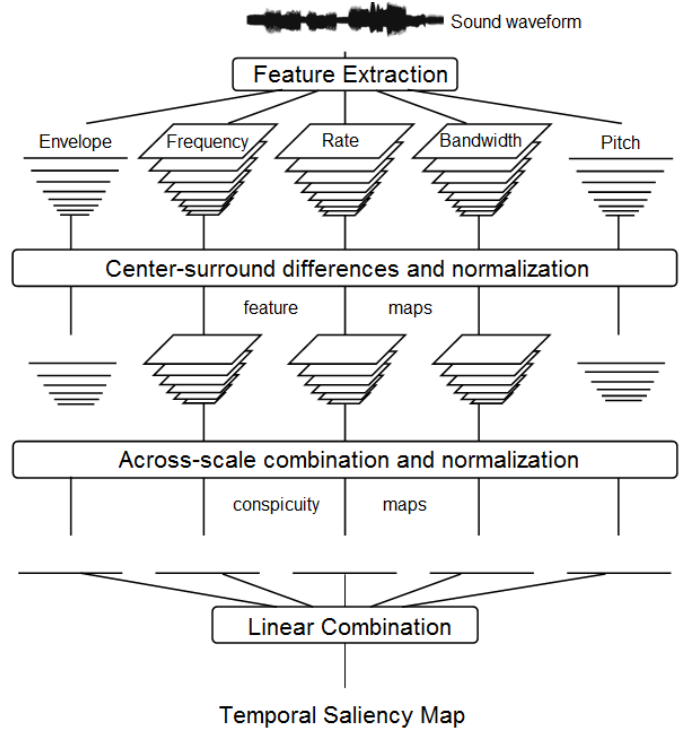 Sound waveform
Feature Extraction
Envelope Frequency Rate Bandwidth Pitch
Center-surround differences and normalization
feature maps
Across-scale combination and normalization
conspicuity maps
Linear Combination
Temporal Saliency Map